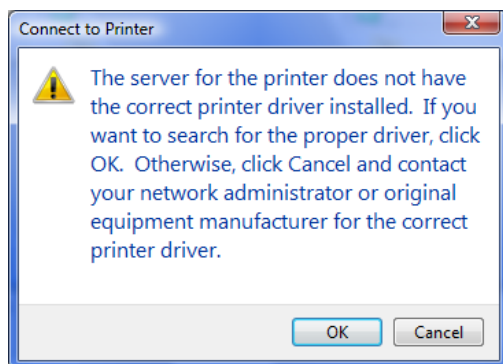 Connect to Printer
The server for the printer does not have
the correct printer driver installed. If you
want to search for the proper driver, click
OK. Otherwise, click Cancel and contact
your network administrator or original
equipment manufacturer for the correct
printer driver.
OK
Cancel